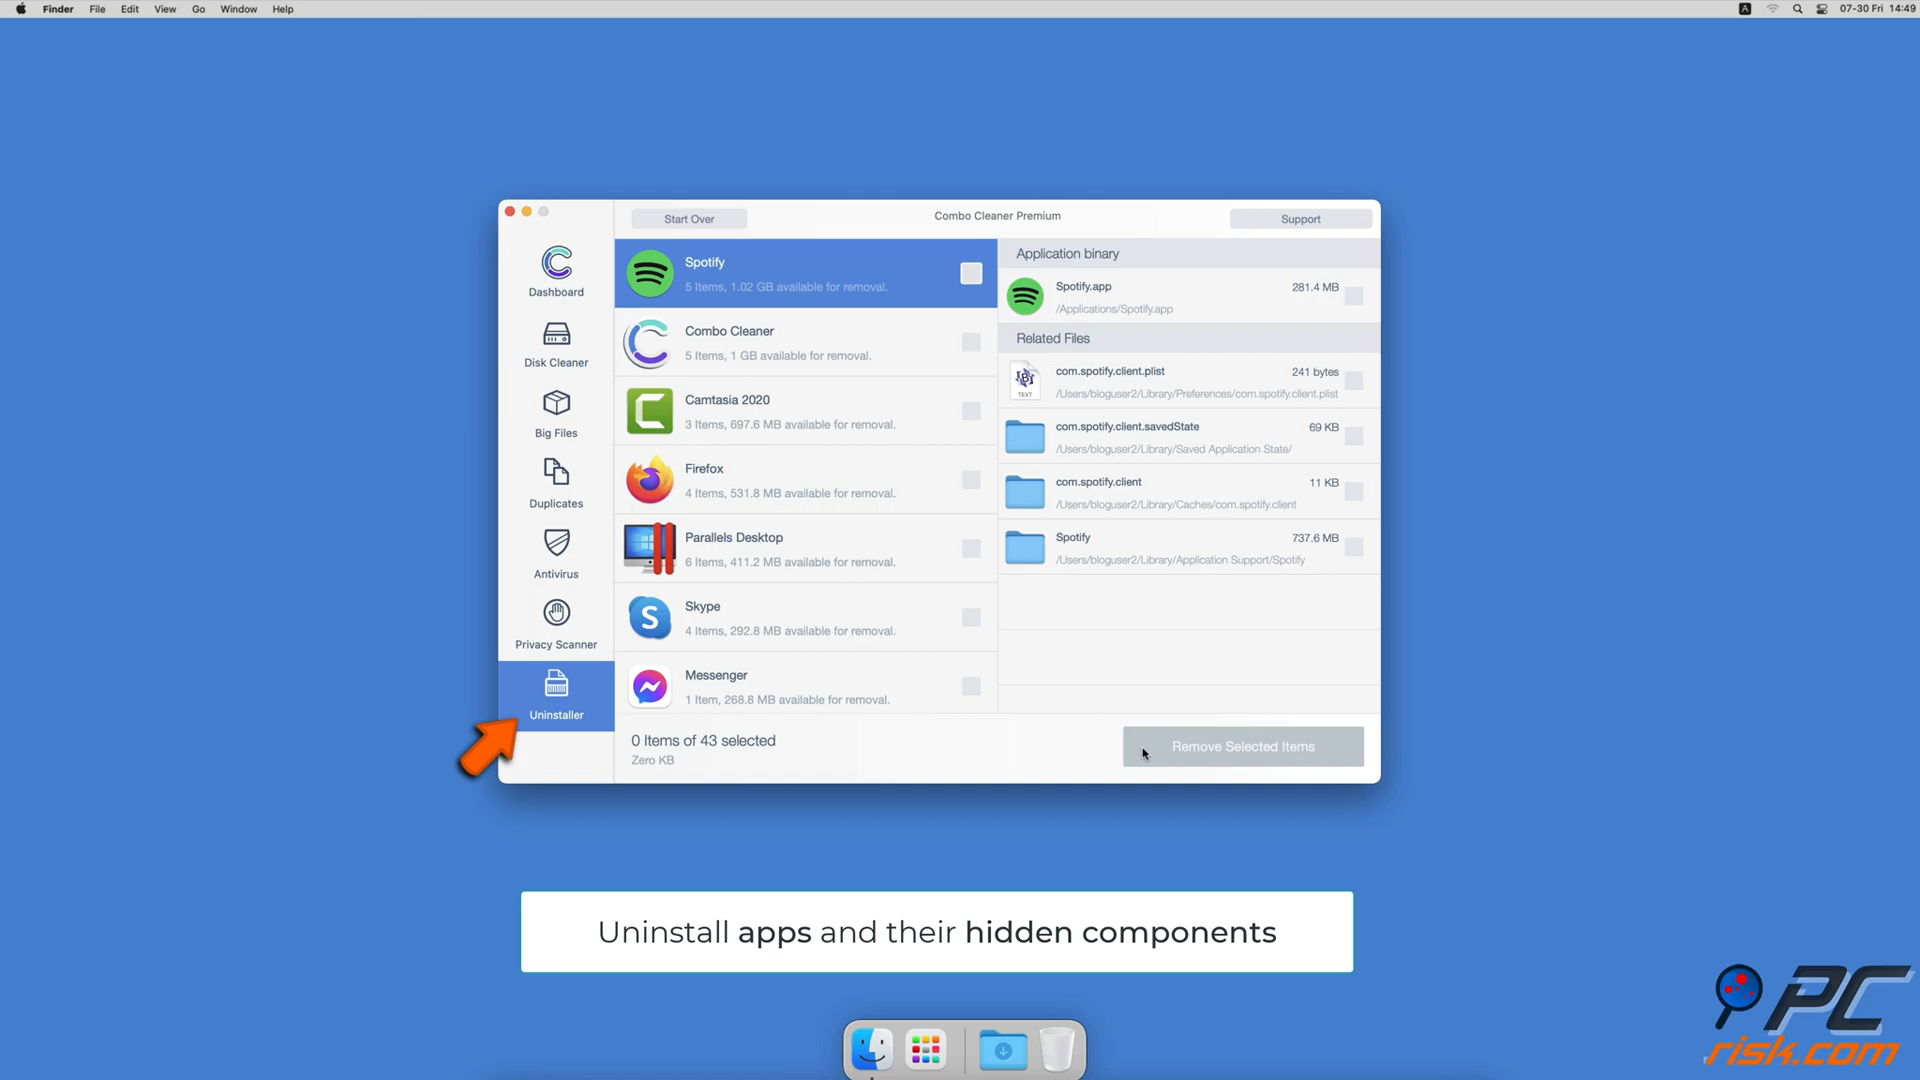 Finder File Edit View Go Window Help
A 07-30 Fri 14:49
Start Over
Combo Cleaner Premium
Support
Dashboard
Disk Cleaner
Big Files
Duplicates
Antivirus
Privacy Scanner
Uninstaller
Spotify
5 Items, 1.02 GB available for removal.
Combo Cleaner
5 Items, 1 GB available for removal.
Camtasia 2020
3 Items, 697.6 MB available for removal.
Firefox
4 Items, 531.8 MB available for removal.
Parallels Desktop
6 Items, 411.2 MB available for removal.
Skype
4 Items, 292.8 MB available for removal.
Messenger
1 Item, 268.8 MB available for removal.
Application binary
Spotify.app 281.4 MB
/Applications/Spotify.app
Related Files
TEXT
com.spotify.client.plist 241 bytes
/Users/bloguser2/Library/Preferences/com.spotify.client.plist
com.spotify.client.savedState 69 KB
/Users/bloguser2/Library/Saved Application State/
com.spotify.client 11 KB
/Users/bloguser2/Library/Caches/com.spotify.client
Spotify 737.6 MB
/Users/bloguser2/Library/Application Support/Spotify
0 Items of 43 selected
Zero KB
Remove Selected Items
Uninstall apps and their hidden components
PC
risk.com